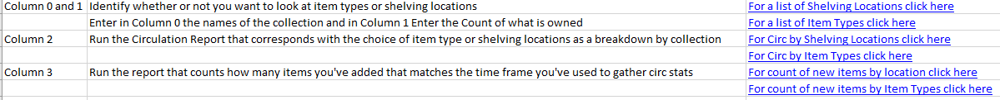 Column 0 and 1 Identify whether or not you want to look at item types or shelving locations For a list of Shelving Locations click here
Enter in Column 0 the names of the collection and in Column 1 Enter the Count of what is owned For a list of Item Types click here
Column 2 Run the Circulation Report that corresponds with the choice of item type or shelving locations as a breakdown by collection For Circ by Shelving Locations click here
For Circ by Item Types click here
Column 3 Run the report that counts how many items you've added that matches the time frame you've used to gather circ stats For count of new items by location click here
For count of new items by Item Types click here